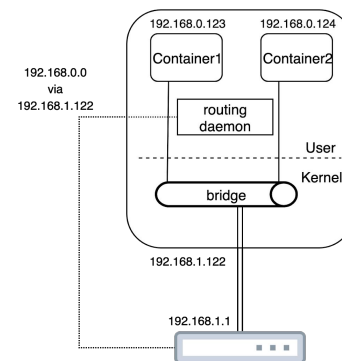 192.168.0.123
192.168.0.124
Container1
Container2
192.168.0.0
via
192.168.1.122
routing
daemon
User
Kernel
bridge
192.168.1.122
192.168.1.1